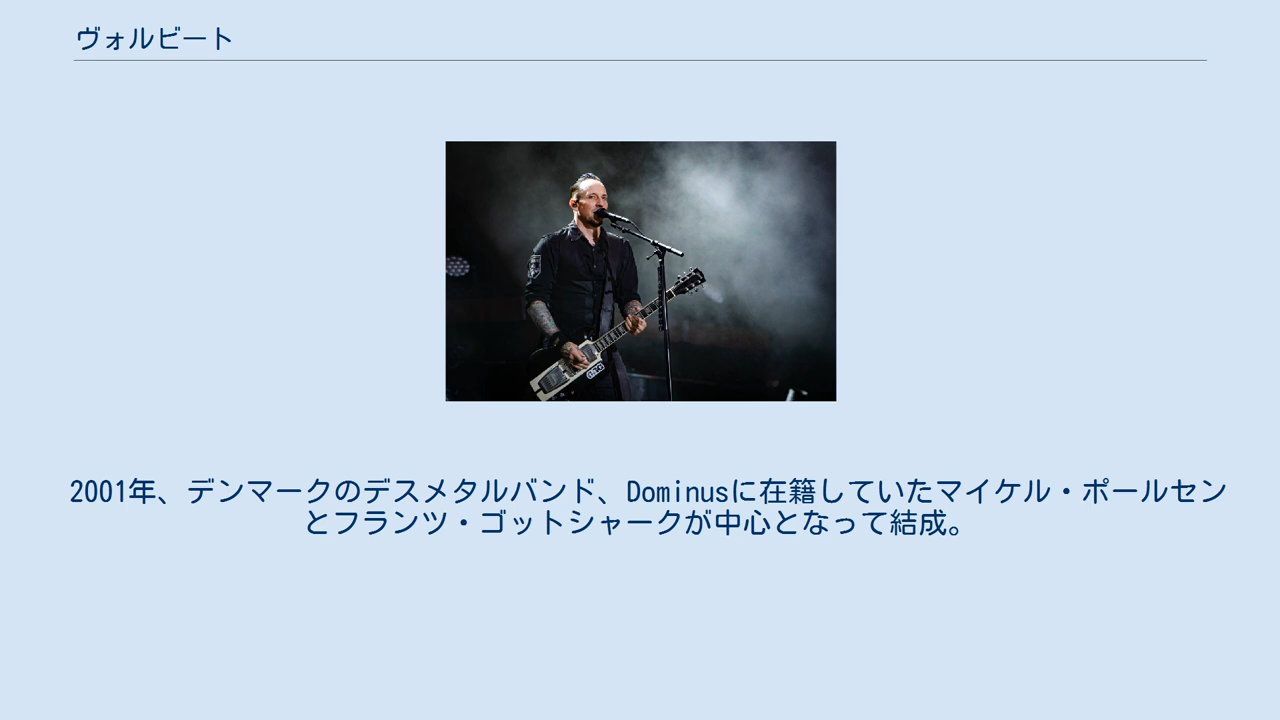 ヴォルビート
2001年、デンマークのデスメタルバンド、Dominusに在籍していたマイケル・ポールセン
とフランツ・ゴットシャークが中心となって結成。